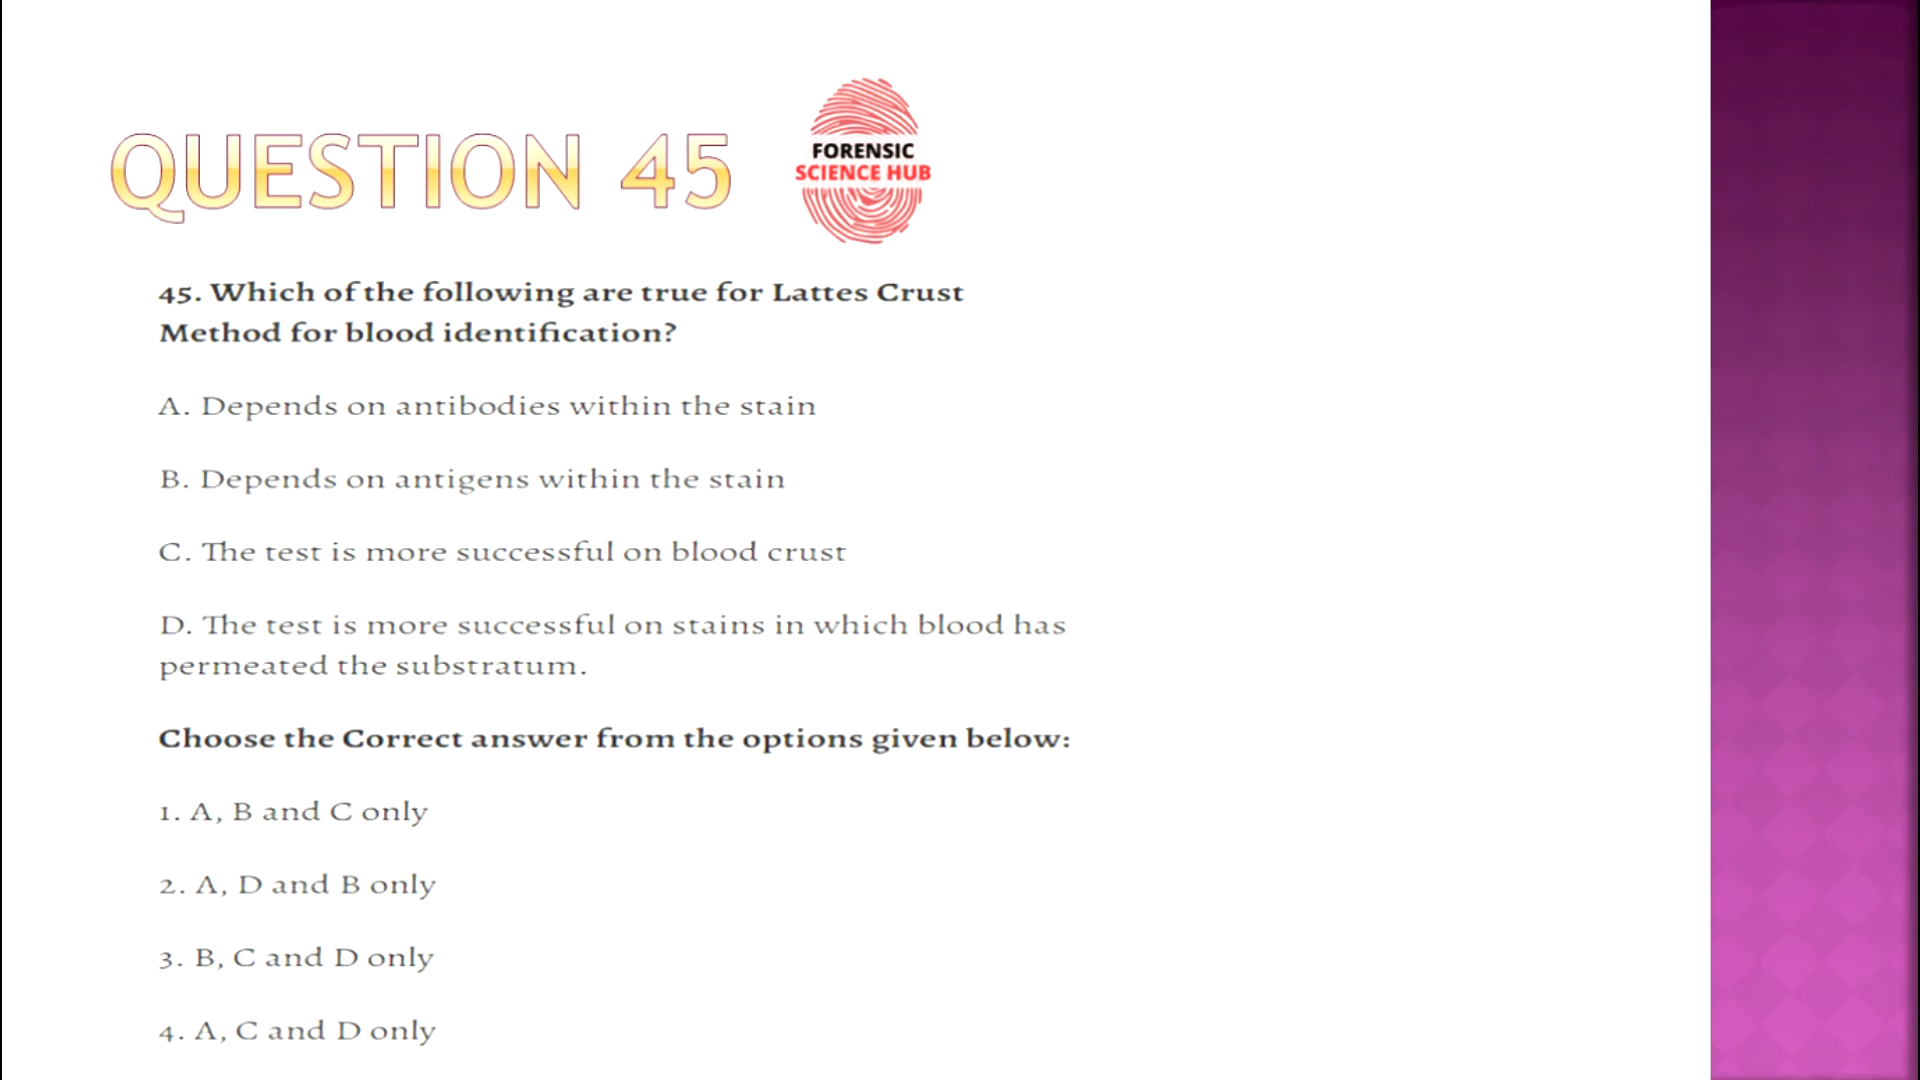 QUESTION 45
FORENSIC
SCIENCE HUB
45. Which of the following are true for Lattes Crust
Method for blood identification?
A. Depends on antibodies within the stain
B. Depends on antigens within the stain
C. The test is more successful on blood crust
D. The test is more successful on stains in which blood has
permeated the substratum.
Choose the Correct answer from the options given below:
1. A, B and C only
2. A, D and B only
3. B, C and D only
4. A, C and D only